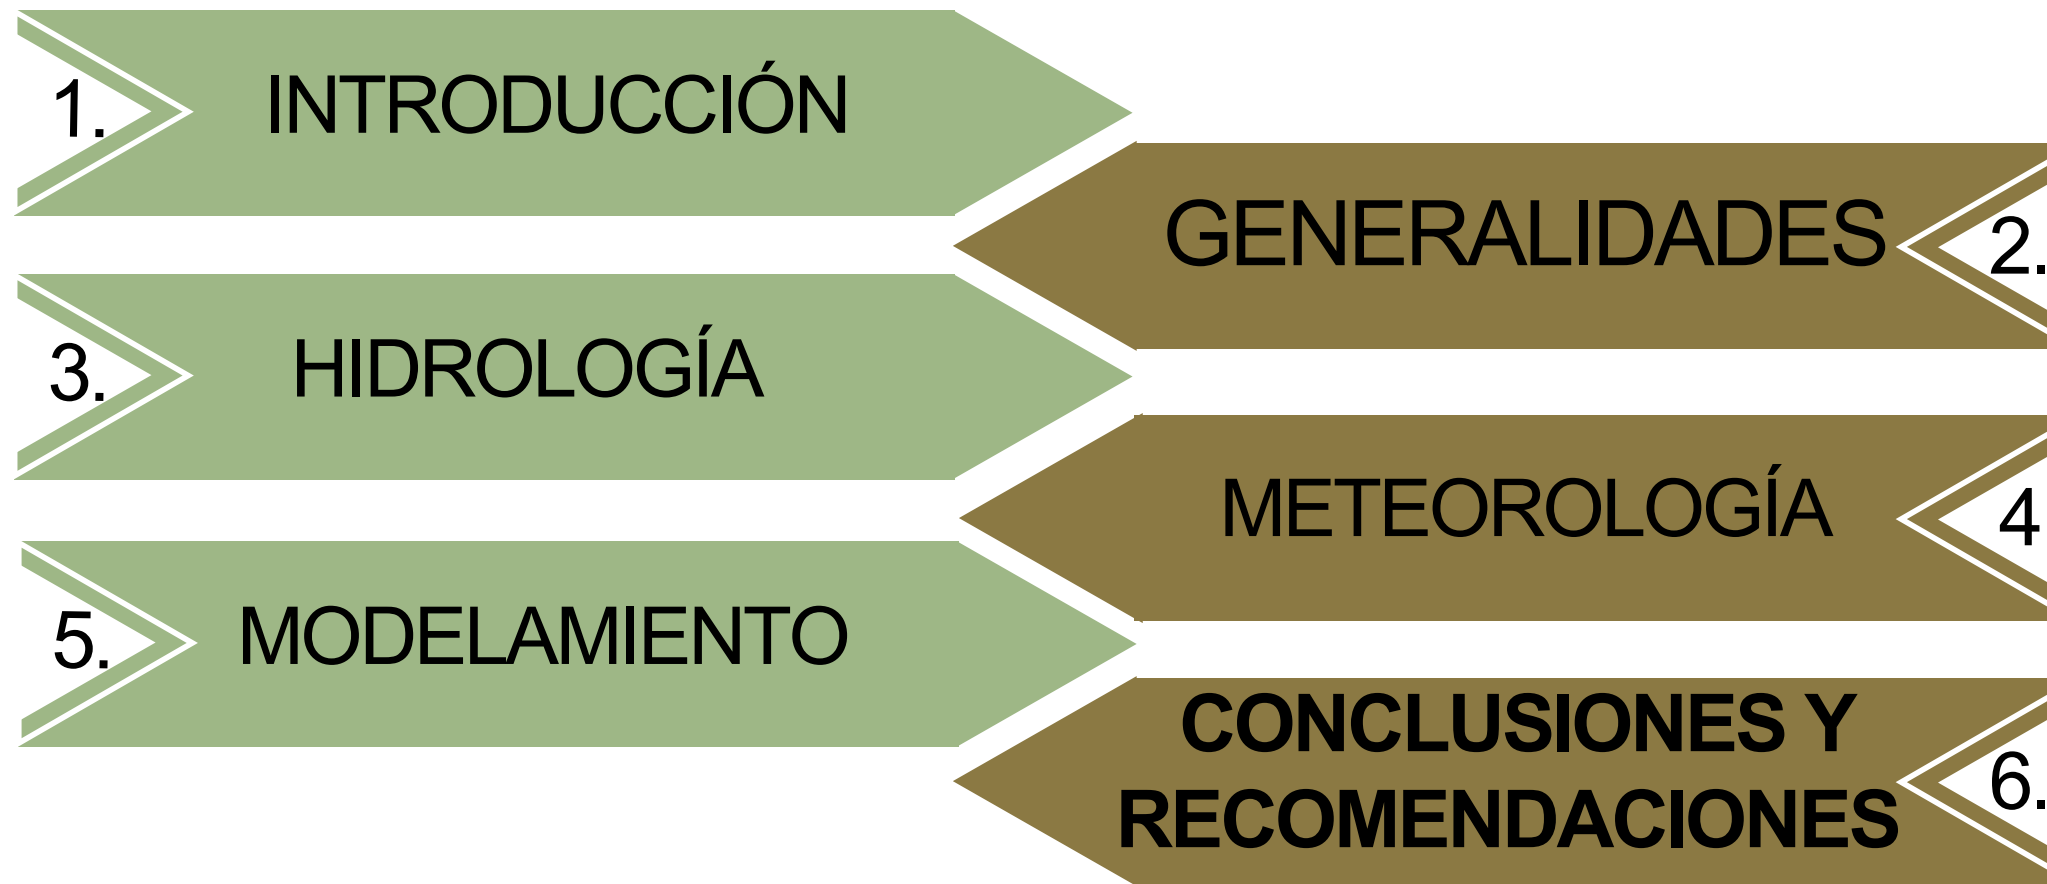 1. INTRODUCCIÓN
GENERALIDADES 2.
3. HIDROLOGÍA
METEOROLOGÍA 4
5. MODELAMIENTO
CONCLUSIONES Y
RECOMENDACIONES 6.